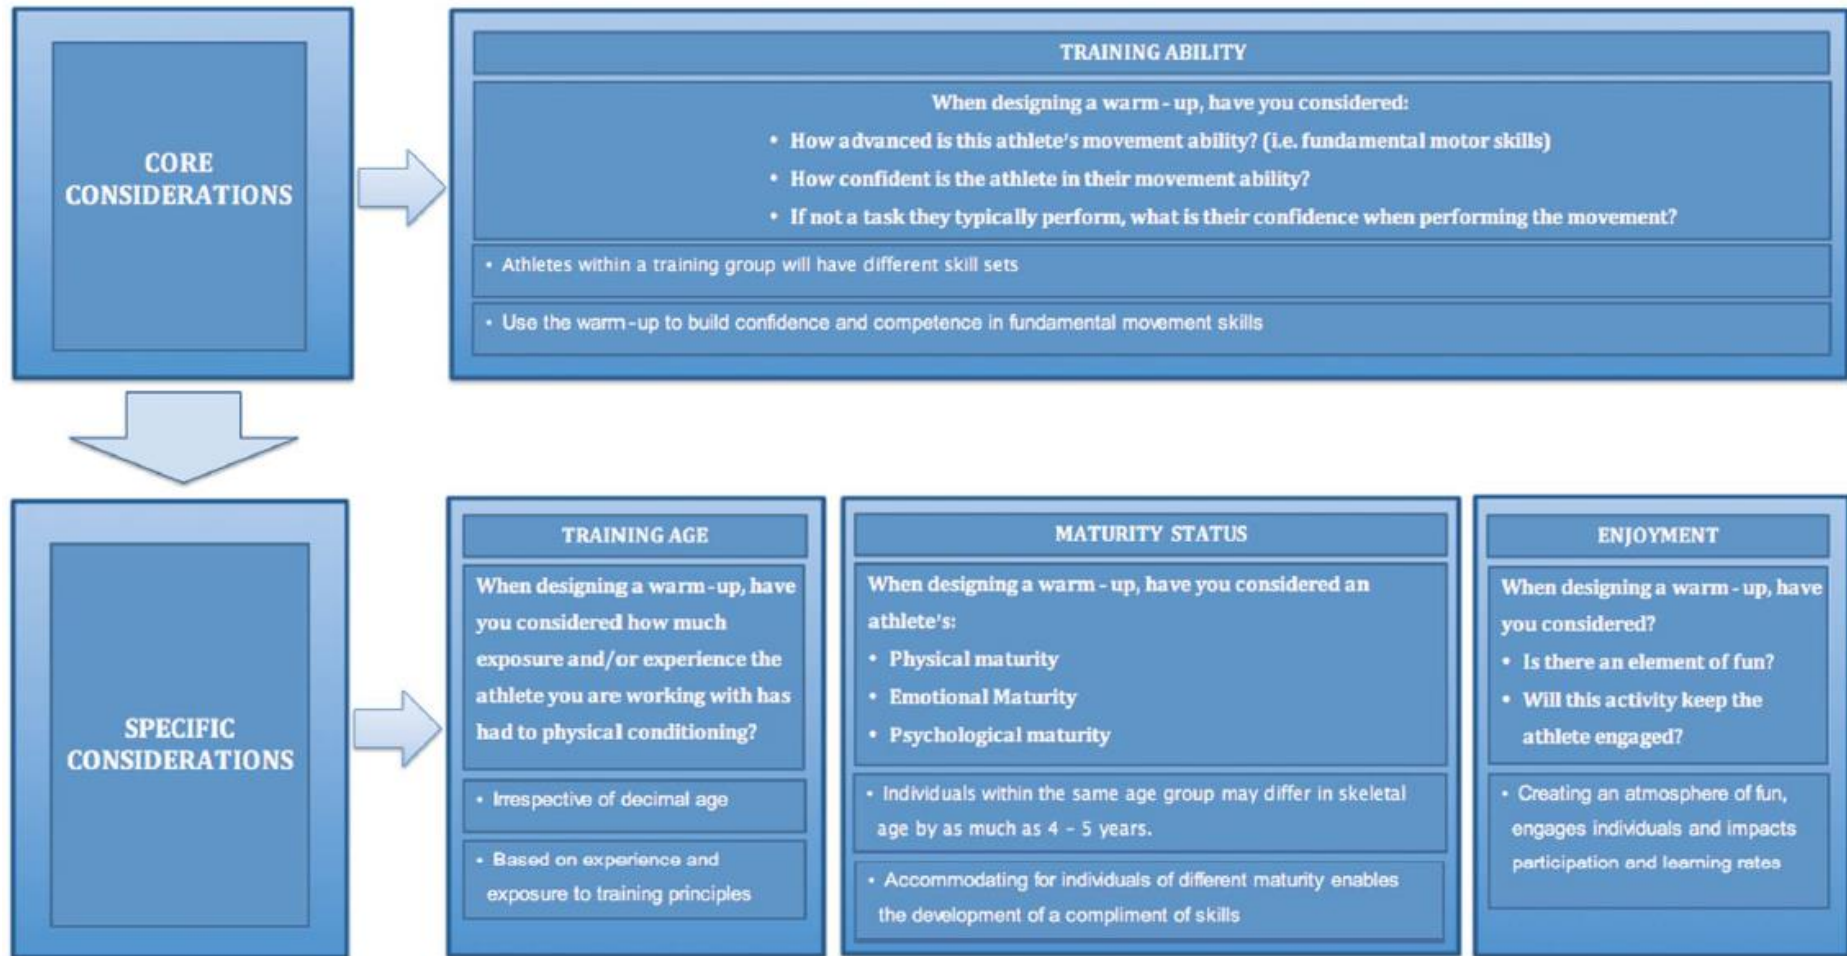 CORE
CONSIDERATIONS
TRAINING ABILITY
When designing a warm - up, have you considered:
• How advanced is this athlete's movement ability? (i.e. fundamental motor skills)
• How confident is the athlete in their movement ability?
• If not a task they typically perform, what is their confidence when performing the movement?
• Athletes within a training group will have different skill sets
• Use the warm-up to build confidence and competence in fundamental movement skills
SPECIFIC
CONSIDERATIONS
TRAINING AGE
When designing a warm-up, have
you considered how much
exposure and/or experience the
athlete you are working with has
had to physical conditioning?
• Irrespective of decimal age
• Based on experience and
exposure to training principles
MATURITY STATUS
When designing a warm - up, have you considered an
athlete's:
• Physical maturity
• Emotional Maturity
• Psychological maturity
• Individuals within the same age group may differ in skeletal
age by as much as 4 – 5 years.
• Accommodating for individuals of different maturity enables
the development of a compliment of skills
ENJOYMENT
When designing a warm - up, have
you considered?
• Is there an element of fun?
• Will this activity keep the
athlete engaged?
• Creating an atmosphere of fun,
engages individuals and impacts
participation and learning rates